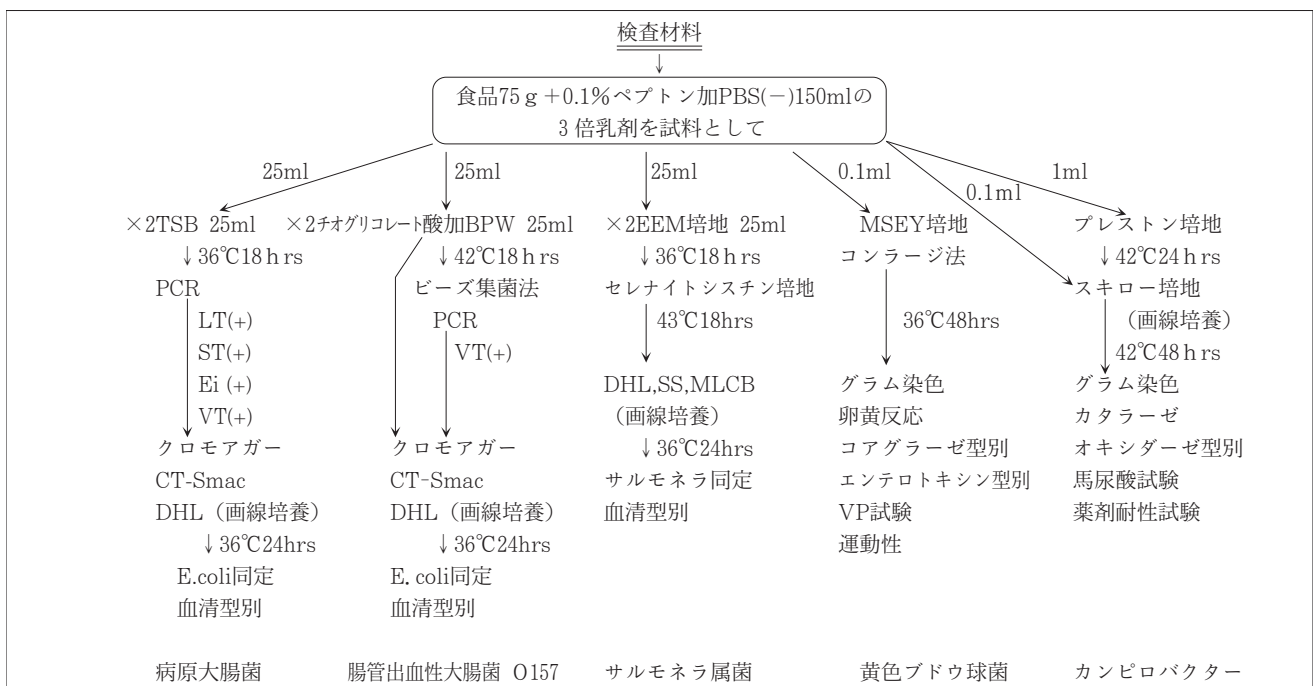 検査材料
↓
食品75g+0.1%ペプトン加PBS(-)150mlの
3倍乳剤を試料として
25ml 25ml 25ml 0.1ml 0.1ml 1ml
×2TSB 25ml
↓36℃18hrs
PCR
LT(+)
ST(+)
Ei (+)
VT(+)
クロモアガー
CT-Smac
DHL（画線培養）
↓36℃24hrs
E.coli同定
血清型別
病原大腸菌
×2チオグリコレート酸加BPW 25ml
↓42℃18hrs
ビーズ集菌法
PCR
VT(+)
クロモアガー
CT-Smac
DHL（画線培養）
↓36℃24hrs
E. coli同定
血清型別
腸管出血性大腸菌 O157
×2EEM培地 25ml
↓36℃18hrs
セレナイトシスチン培地
43℃18hrs
DHL,SS,MLCB
（画線培養）
↓36℃24hrs
サルモネラ同定
血清型別
サルモネラ属菌
MSEY培地
コンラージ法
36℃48hrs
グラム染色
卵黄反応
コアグラーゼ型別
エンテロトキシン型別
VP試験
運動性
黄色ブドウ球菌
プレストン培地
↓42℃24hrs
スキロー培地
（画線培養）
42℃48hrs
グラム染色
カタラーゼ
オキシダーゼ型別
馬尿酸試験
薬剤耐性試験
カンピロバクター